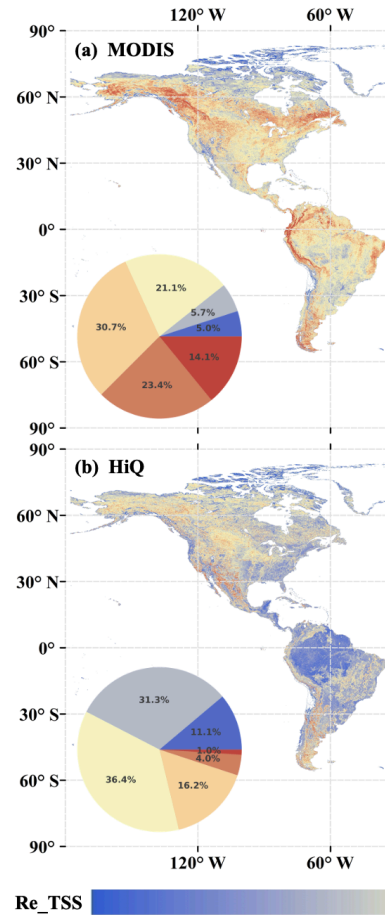 120° W 60° W
90°
(a) MODIS
60° N
30° N
0°
21.1%
5.7%
30° S
30.7%
5.0%
14.1%
60° S
23.4%
90°
90°
(b) HiQ
60° N
30° N
0°
31.3%
30° S
11.1%
1.0%
4.0%
36.4%
60° S
16.2%
90°
120° W 60° W
Re_TSS